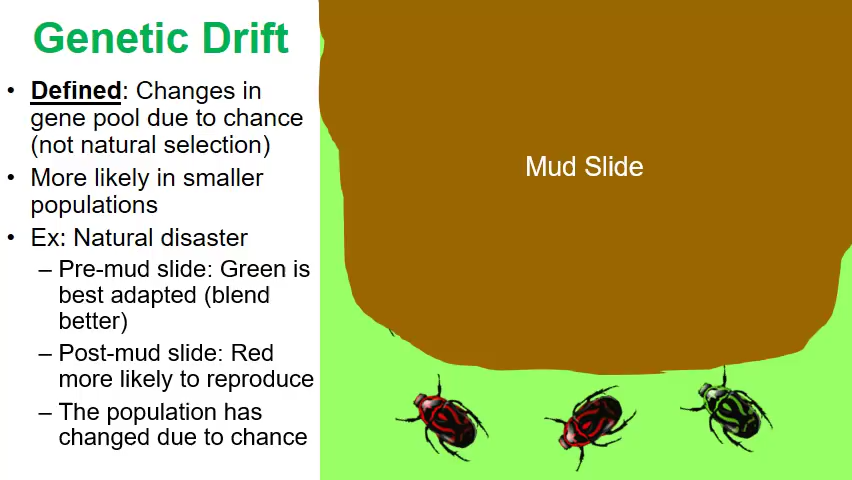 Genetic Drift
• Defined: Changes in
gene pool due to chance
(not natural selection)
• More likely in smaller
populations
• Ex: Natural disaster
– Pre-mud slide: Green is
best adapted (blend
better)
– Post-mud slide: Red
more likely to reproduce
– The population has
changed due to chance
Mud Slide